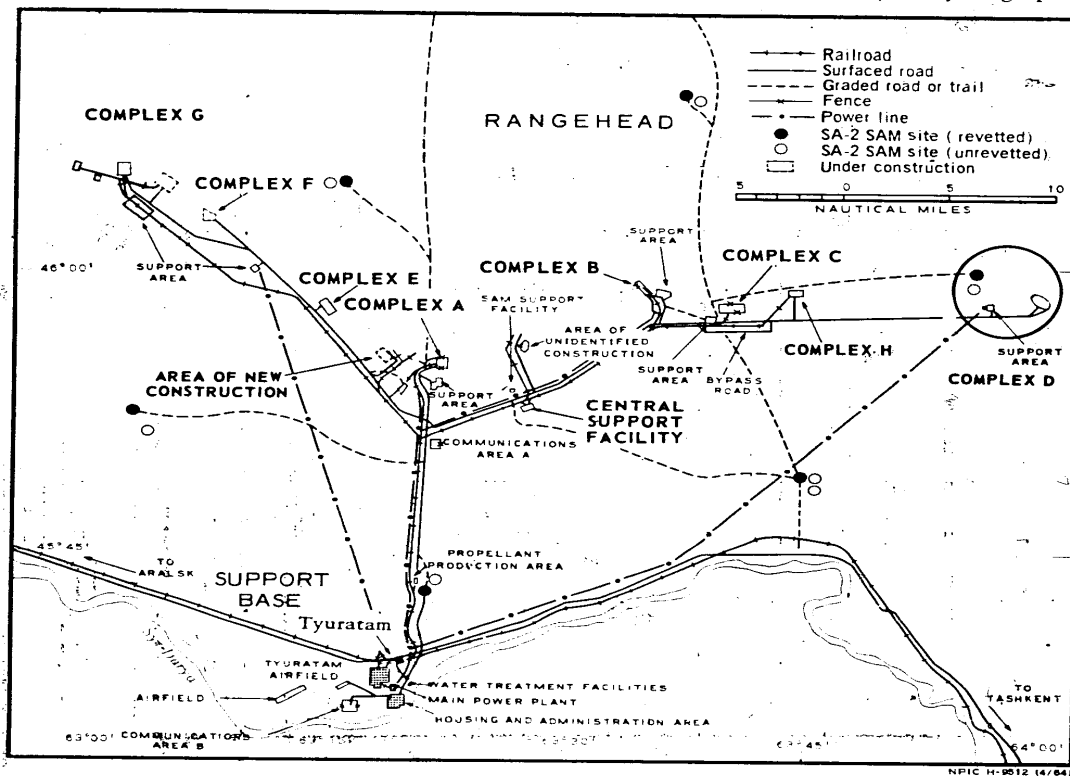 Railroad
Surfaced road
Graded road or trail
Fence
Power line
SA-2 SAM site ( revetted)
SA-2 SAM site (unrevetted)
Under construction
5 0 5 10
NAUTICAL MILES
RANGEHEAD
COMPLEX G
COMPLEX F
SUPPORT
AREA
46°00'
SUPPORT
AREA
COMPLEX E
COMPLEX A
SAM SUPPORT
FACILITY
COMPLEX B
COMPLEX C
AREA OF
UNIDENTIFIED
CONSTRUCTION
SUPPORT
AREA
BYPASS
ROAD
COMPLEX H
SUPPORT
AREA
COMPLEX D
AREA OF NEW
CONSTRUCTION
SUPPORT
AREA
CENTRAL
SUPPORT
FACILITY
COMMUNICATIONS
AREA A
45°45'
TO
ARALSK
PROPELLANT
PRODUCTION AREA
SUPPORT
BASE
Tyuratam
TYURATAM
AIRFIELD
AIRFIELD
WATER TREATMENT FACILITIES
MAIN POWER PLANT
HOUSING AND ADMINISTRATION AREA
TO
TASHKENT
63°00'
COMMUNICATIONS
AREA B
63°30'
63°45'
64°00'
NPIC H-9512 (4/64)